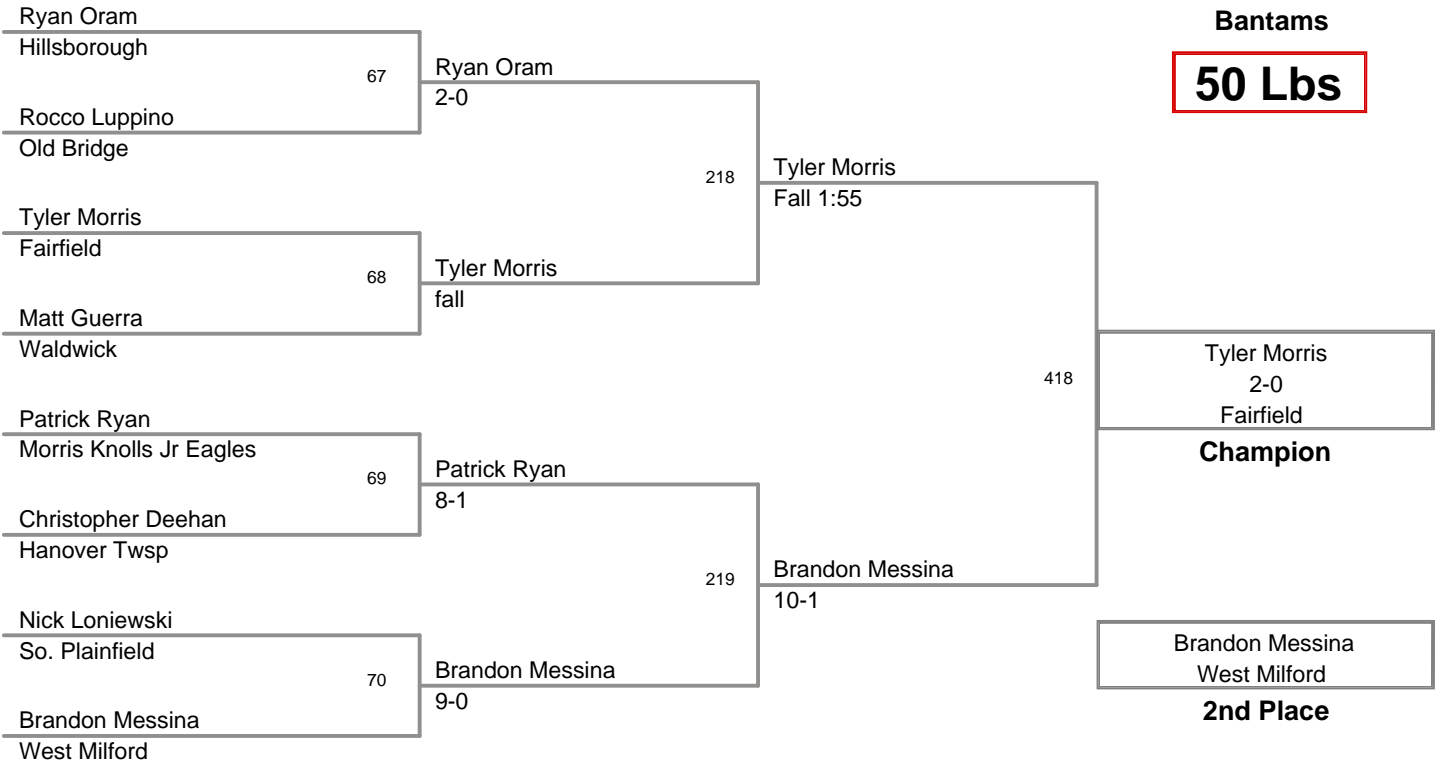 Ryan Oram
Hillsborough
67
Rocco Luppino
Old Bridge
Tyler Morris
Fairfield
68
Matt Guerra
Waldwick
Patrick Ryan
Morris Knolls Jr Eagles
69
Christopher Deehan
Hanover Twsp
Nick Loniewski
So. Plainfield
70
Brandon Messina
West Milford
Ryan Oram
2-0
218
Tyler Morris
fall
Patrick Ryan
8-1
219
Brandon Messina
9-0
Tyler Morris
Fall 1:55
418
Brandon Messina
10-1
Bantams
50 Lbs
Tyler Morris
2-0
Fairfield
Champion
Brandon Messina
West Milford
2nd Place